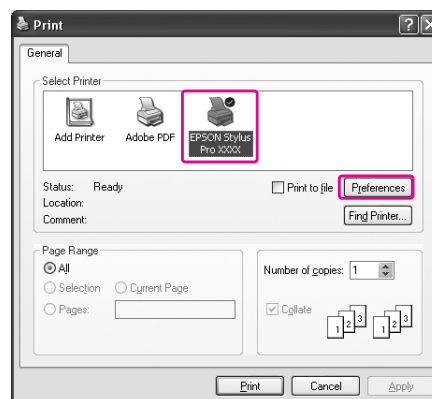 Print
General
Select Printer
Add Printer
Adobe PDF
EPSON Stylus
Pro XXXX
Status: Ready
Location:
Comment:
Print to file
Preferences
Find Printer...
Page Range
All
Selection
Current Page
Pages:
Number of copies: 1
Collate
1 2 3
1 2 3
Print
Cancel
Apply